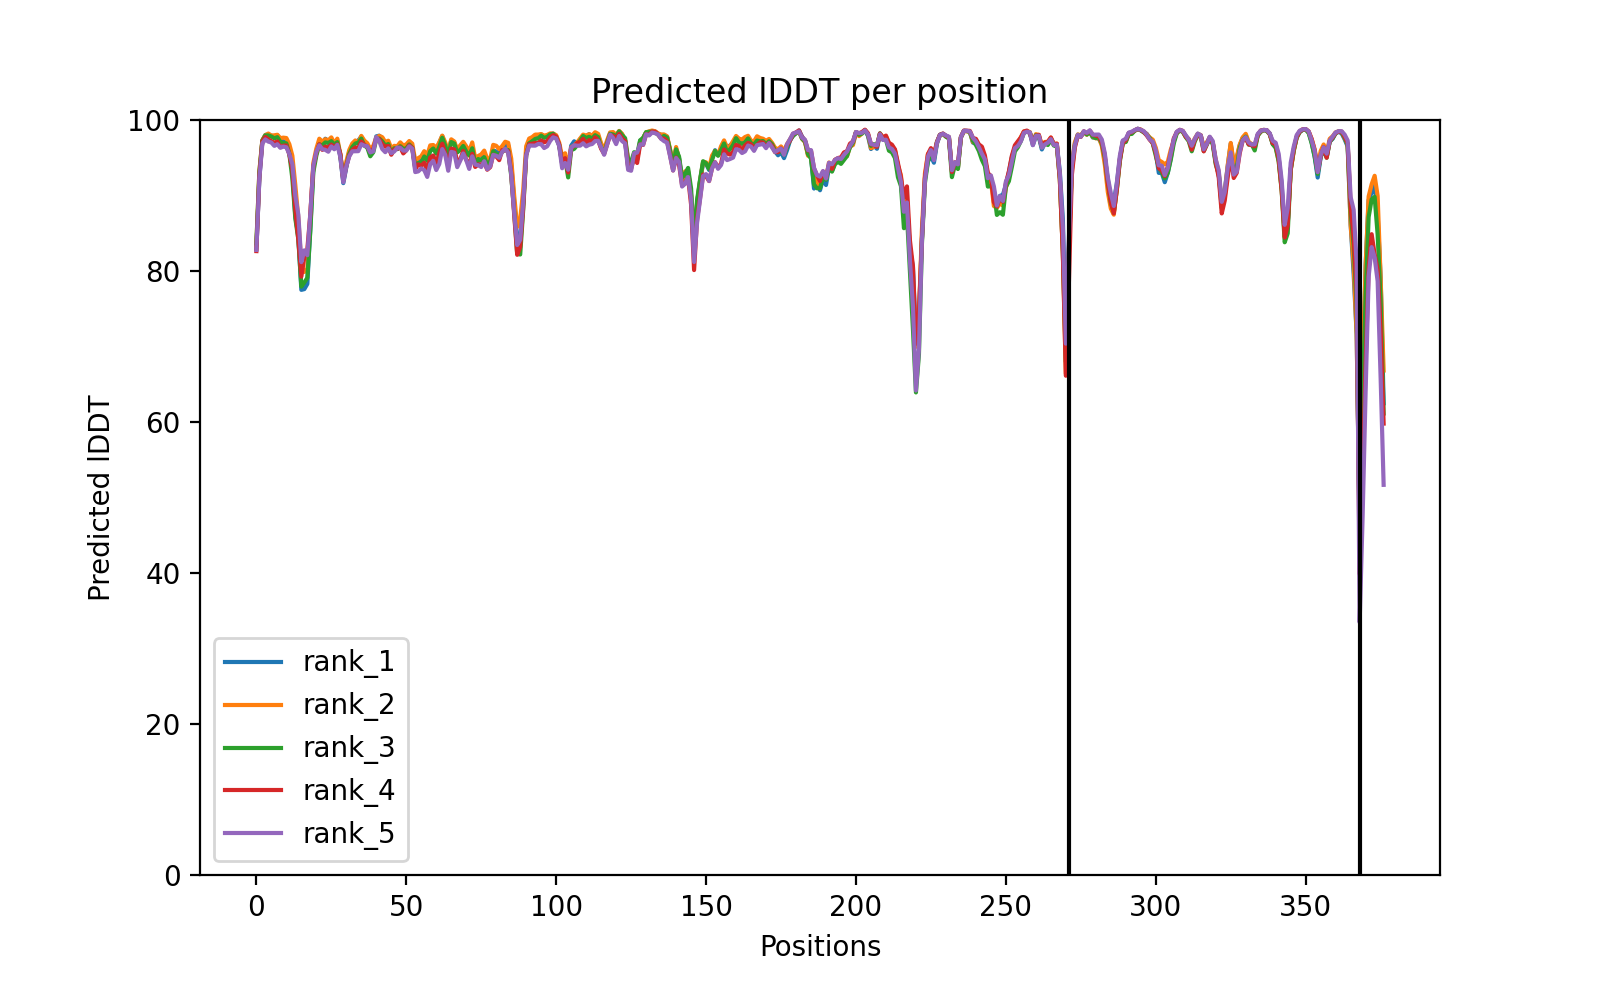 Predicted lDDT per position
100
80
60
40
20
0
Predicted lDDT
rank_1
rank_2
rank_3
rank_4
rank_5
0 50 100 150 200 250 300 350
Positions